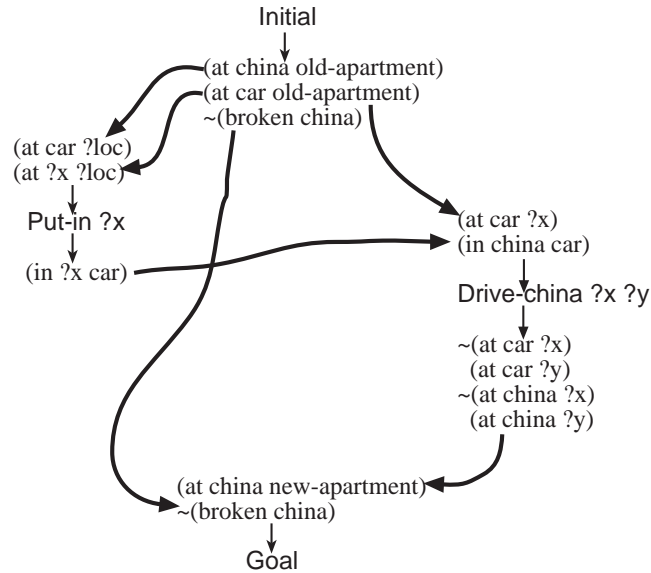 Initial
(at china old-apartment)
(at car old-apartment)
~(broken china)
(at car ?loc)
(at ?x ?loc)
Put-in ?x
(in ?x car)
(at car ?x)
(in china car)
Drive-china ?x ?y
~(at car ?x)
(at car ?y)
~(at china ?x)
(at china ?y)
(at china new-apartment)
~(broken china)
Goal